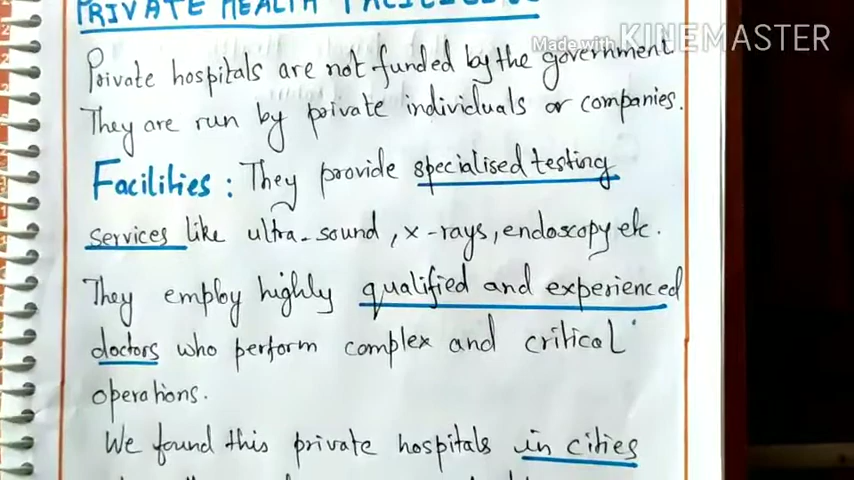 PRIVATE HEALTH FACILITIES
Made with KINEMASTER
Private hospitals are not funded by the government
They are run by private individuals or companies.
Facilities : They provide specialised testing
services like ultra-sound, x-rays, endoscopy etc.
They employ highly qualified and experienced
doctors who perform complex and critical
operations.
We found this private hospitals in cities